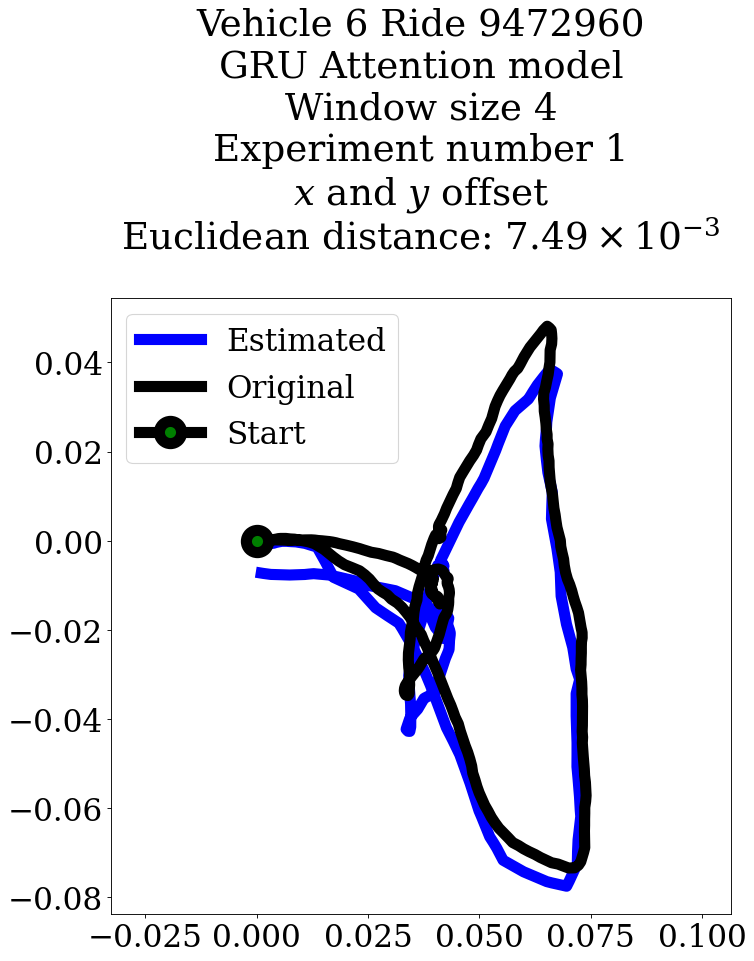 Vehicle 6 Ride 9472960
GRU Attention model
Window size 4
Experiment number 1
x and y offset
Euclidean distance: 7.49 × 10⁻³
Estimated
Original
Start
0.04
0.02
0.00
−0.02
−0.04
−0.06
−0.08
−0.025 0.000 0.025 0.050 0.075 0.100